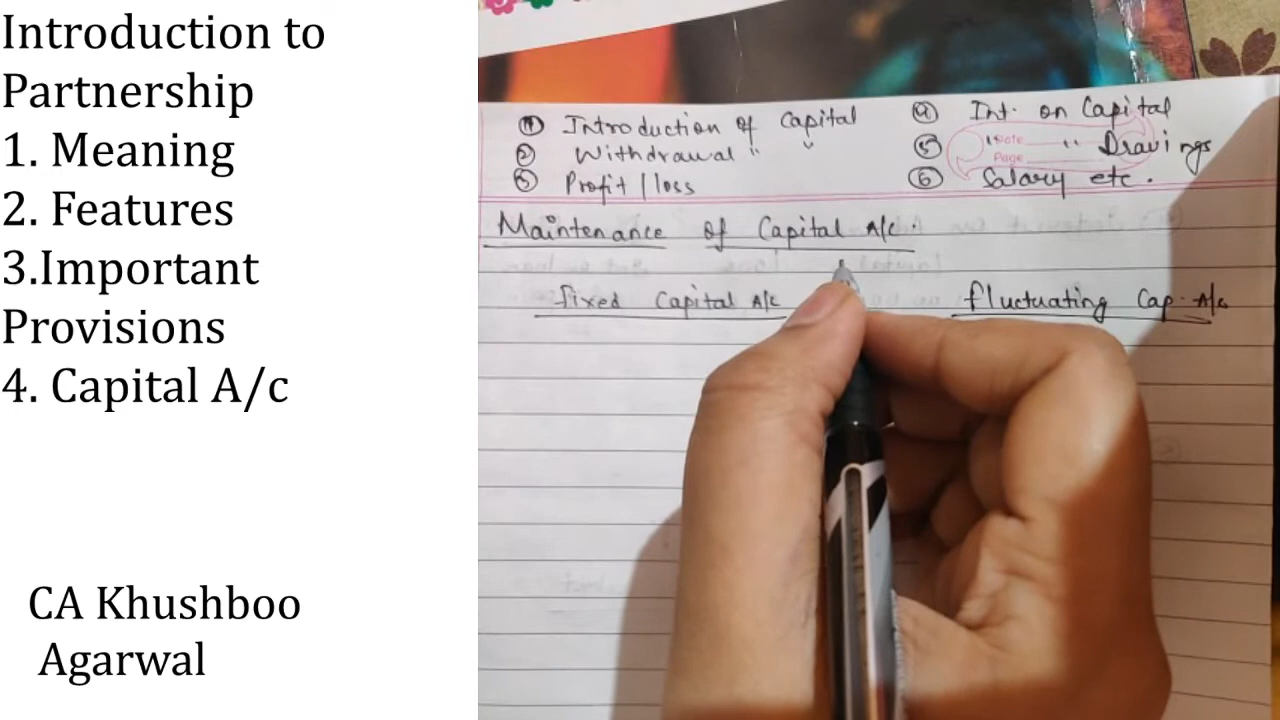 Introduction to
Partnership
1. Meaning
2. Features
3.Important
Provisions
4. Capital A/c
CA Khushboo
Agarwal
① Introduction of Capital
② Withdrawal " "
③ Profit / loss
④ Int. on Capital
⑤ " " Drawings
⑥ Salary etc.
Date
Page
Maintenance of Capital A/c.
fixed Capital A/c
fluctuating Cap. A/c